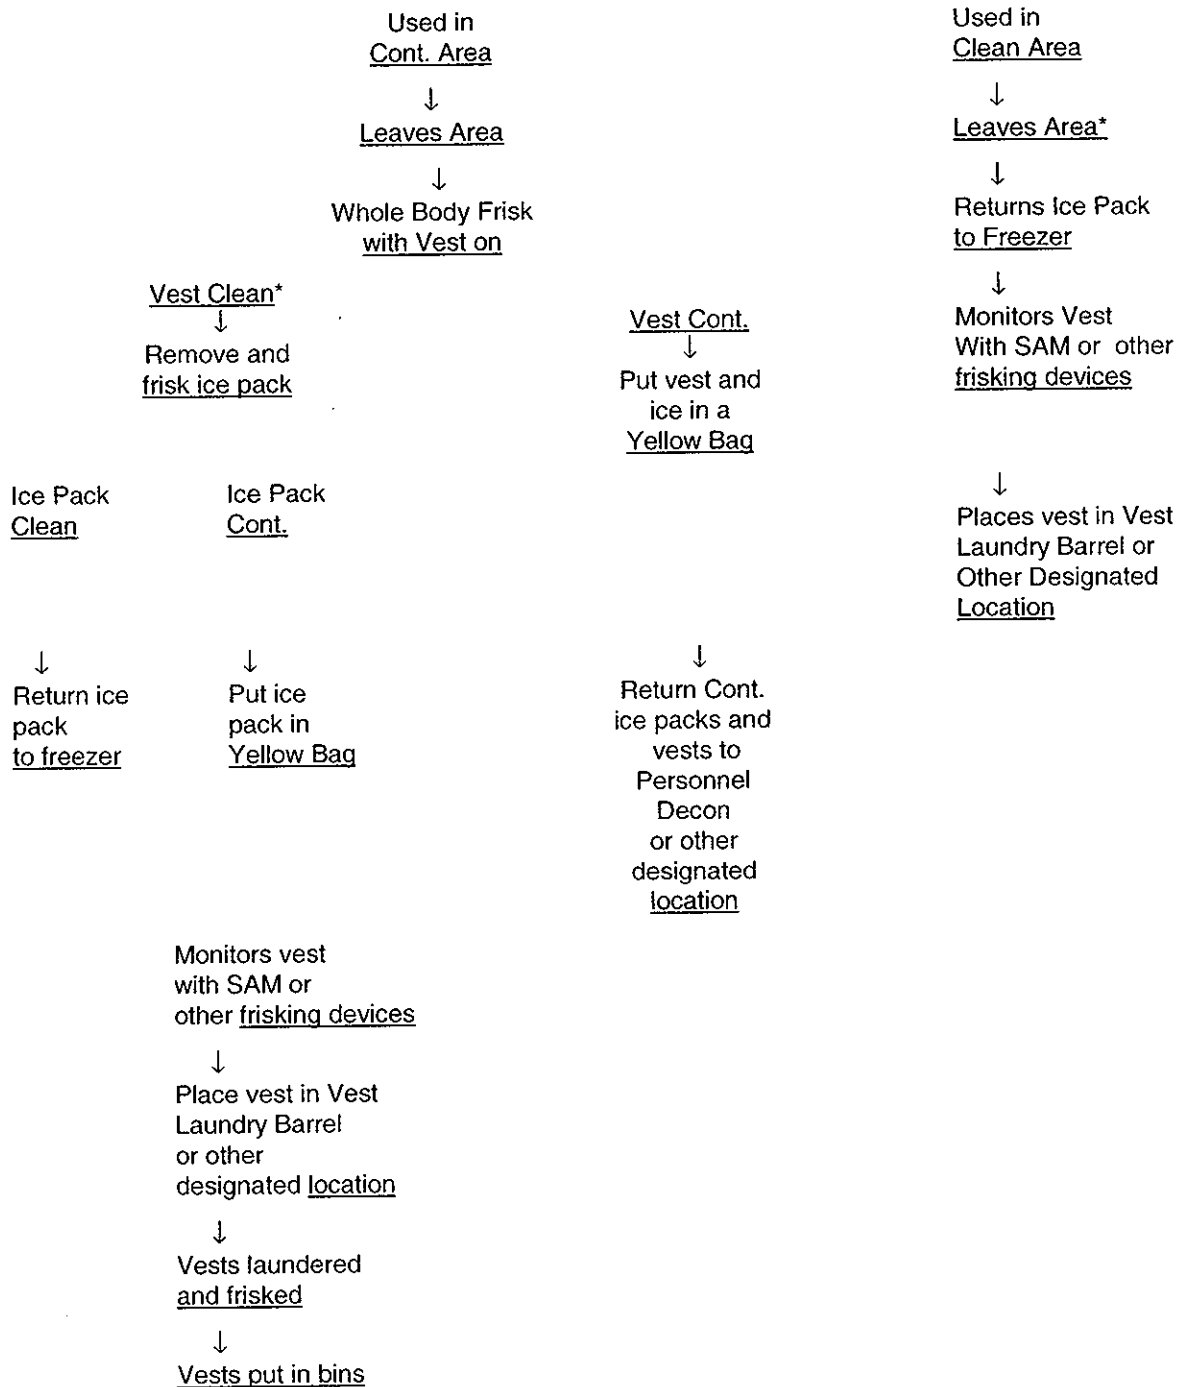 Used in
Cont. Area
↓
Leaves Area
↓
Whole Body Frisk
with Vest on
Vest Clean*
↓
Remove and
frisk ice pack
Ice Pack
Clean
↓
Return ice
pack
to freezer
Ice Pack
Cont.
↓
Put ice
pack in
Yellow Bag
Monitors vest
with SAM or
other frisking devices
↓
Place vest in Vest
Laundry Barrel
or other
designated location
↓
Vests laundered
and frisked
↓
Vests put in bins
Vest Cont.
↓
Put vest and
ice in a
Yellow Bag
↓
Return Cont.
ice packs and
vests to
Personnel
Decon
or other
designated
location
Used in
Clean Area
↓
Leaves Area*
↓
Returns Ice Pack
to Freezer
↓
Monitors Vest
With SAM or other
frisking devices
↓
Places vest in Vest
Laundry Barrel or
Other Designated
Location